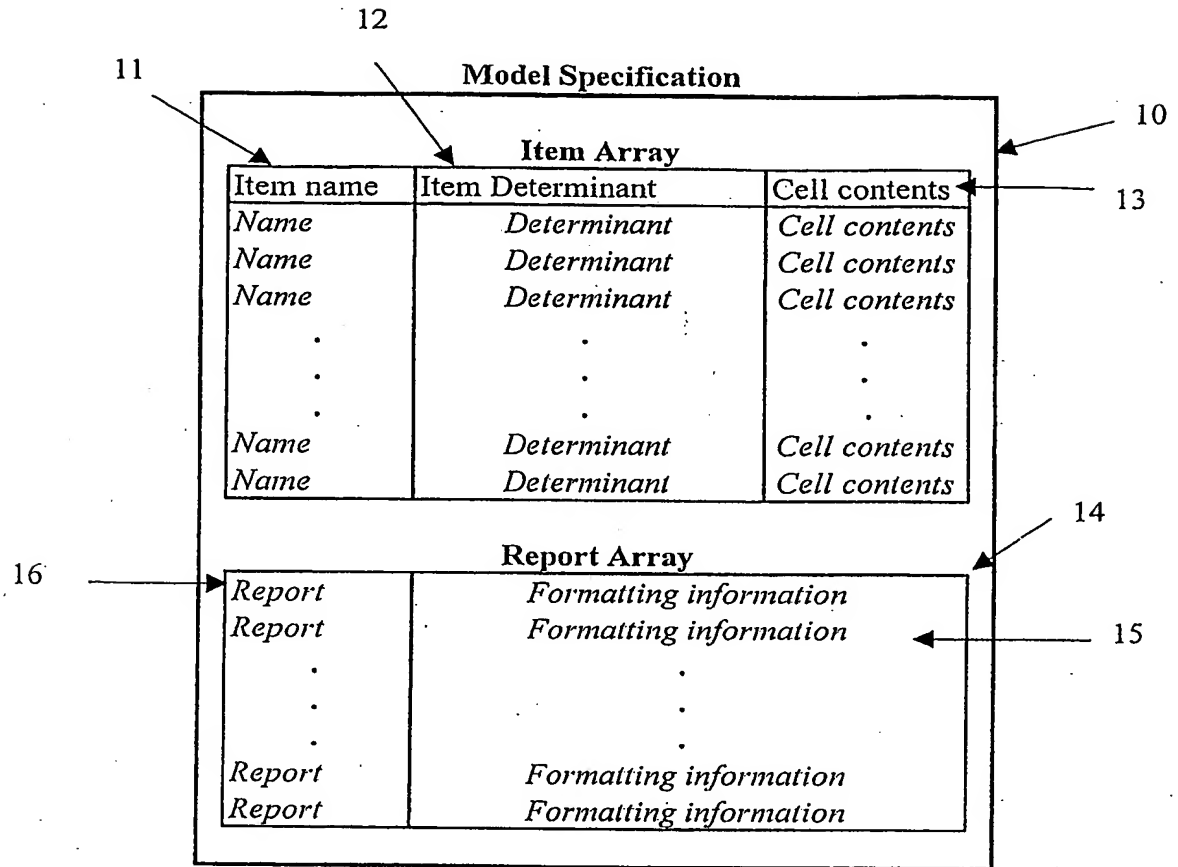 12
11
Model Specification
10
Item Array
Item name Item Determinant Cell contents
13
Name Determinant Cell contents
Name Determinant Cell contents
Name Determinant Cell contents
. . .
. . .
. . .
Name Determinant Cell contents
Name Determinant Cell contents
14
Report Array
16
Report Formatting information
Report Formatting information
15
. .
. .
. .
Report Formatting information
Report Formatting information